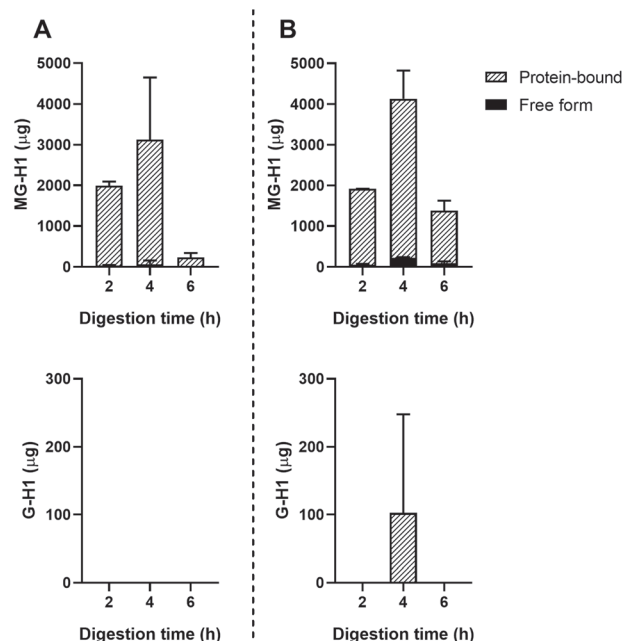 A
B
5000
4000
3000
2000
1000
0
MG-H1 (μg)
2 4 6
Digestion time (h)
5000
4000
3000
2000
1000
0
MG-H1 (μg)
2 4 6
Digestion time (h)
Protein-bound
Free form
300
200
100
0
G-H1 (μg)
2 4 6
Digestion time (h)
300
200
100
0
G-H1 (μg)
2 4 6
Digestion time (h)